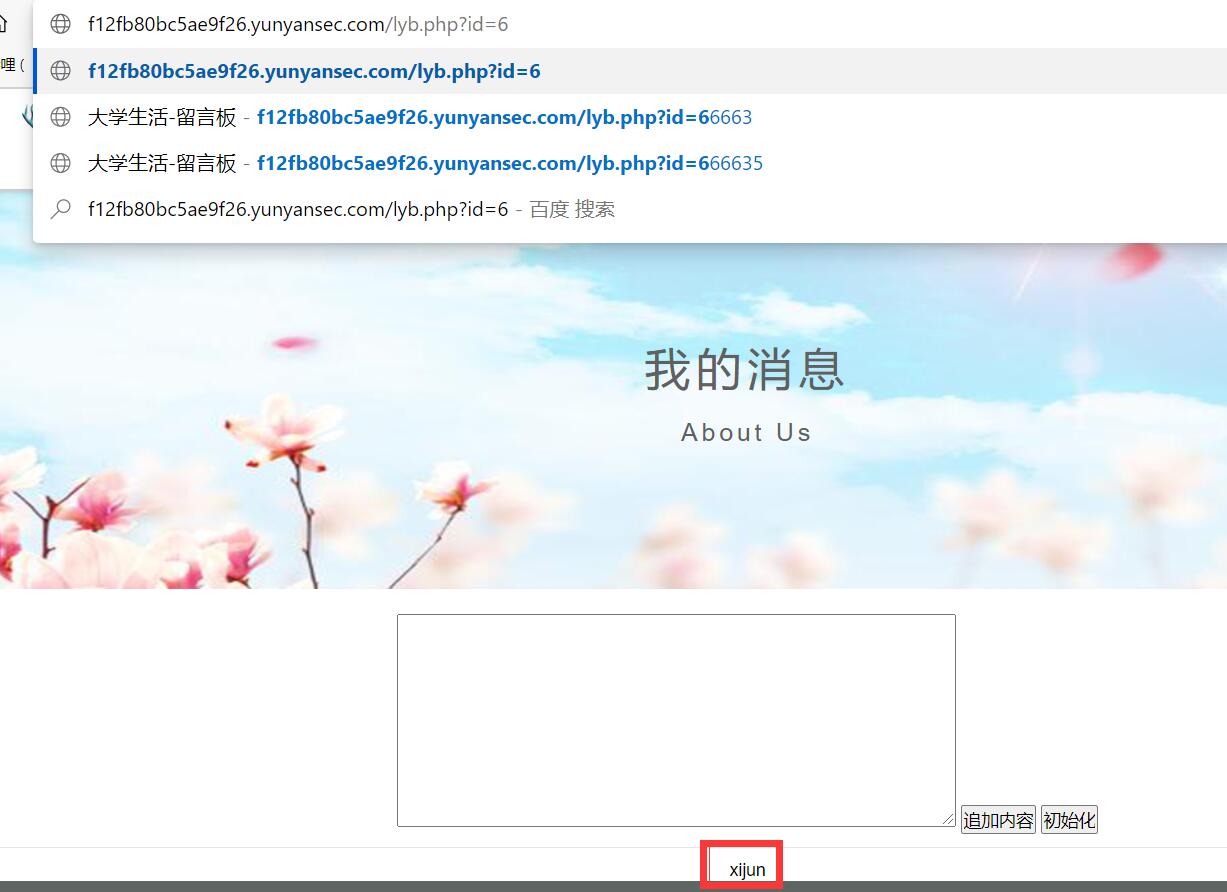 f12fb80bc5ae9f26.yunyansec.com/lyb.php?id=6
哩 (
f12fb80bc5ae9f26.yunyansec.com/lyb.php?id=6
大学生活-留言板 - f12fb80bc5ae9f26.yunyansec.com/lyb.php?id=66663
大学生活-留言板 - f12fb80bc5ae9f26.yunyansec.com/lyb.php?id=666635
f12fb80bc5ae9f26.yunyansec.com/lyb.php?id=6 - 百度 搜索
我的消息
About Us
追加内容 初始化
xijun